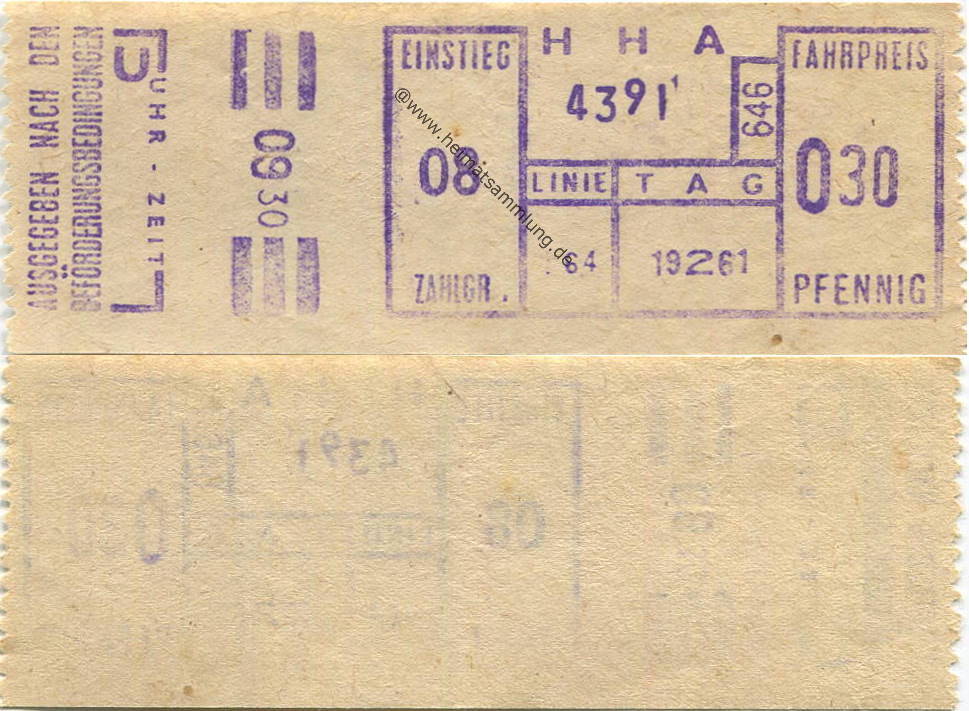 AUSGEGEBEN NACH DEN
BEFÖRDERUNGSBEDINGUNGEN
UHR - ZEIT
09 30
EINSTIEG
08
ZAHLGR.
H H A
4391
646
LINIE
TAG
64
19261
FAHRPREIS
030
PFENNIG
@www.heimatsammlung.de